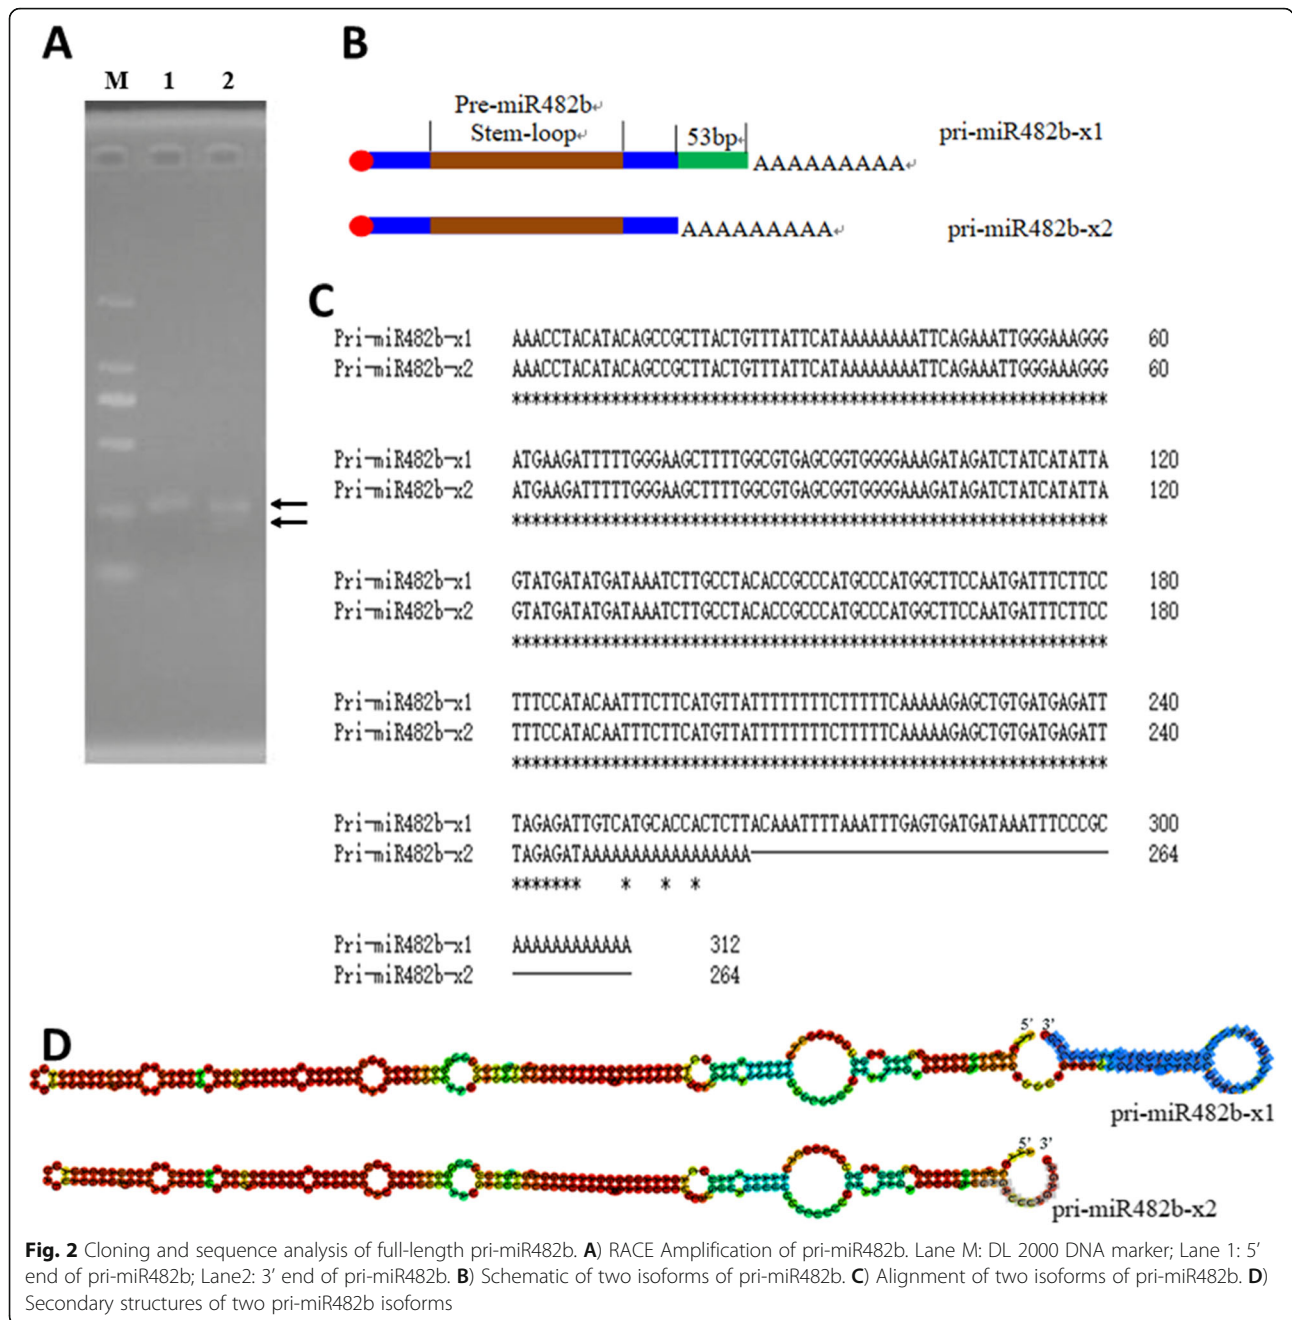 A
M 1 2
B
Pre-miR482b
Stem-loop
53bp
AAAAAAAAA
pri-miR482b-x1
AAAAAAAAA
pri-miR482b-x2
C
Pri-miR482b-x1 AAACCTACATACAGCCGCTTACTGTTTATTCATAAAAAAAATTCAGAAATTGGGAAAGGG 60
Pri-miR482b-x2 AAACCTACATACAGCCGCTTACTGTTTATTCATAAAAAAAATTCAGAAATTGGGAAAGGG 60
************************************************************
Pri-miR482b-x1 ATGAAGATTTTTGGGAAGCTTTTGGCGTGAGCGGTGGGGAAAGATAGATCTATCATATTA 120
Pri-miR482b-x2 ATGAAGATTTTTGGGAAGCTTTTGGCGTGAGCGGTGGGGAAAGATAGATCTATCATATTA 120
************************************************************
Pri-miR482b-x1 GTATGATATGATAAATCTTGCCTACACCGCCCATGCCCATGGCTTCCAATGATTTCTTCC 180
Pri-miR482b-x2 GTATGATATGATAAATCTTGCCTACACCGCCCATGCCCATGGCTTCCAATGATTTCTTCC 180
************************************************************
Pri-miR482b-x1 TTTCCATACAATTTCTTCATGTTATTTTTTTTCTTTTTCAAAAAGAGCTGTGATGAGATT 240
Pri-miR482b-x2 TTTCCATACAATTTCTTCATGTTATTTTTTTTCTTTTTCAAAAAGAGCTGTGATGAGATT 240
************************************************************
Pri-miR482b-x1 TAGAGATTGTCATGCACCACTCTTACAAATTTTAAATTTGAGTGATGATAAATTTCCCGC 300
Pri-miR482b-x2 TAGAGATAAAAAAAAAAAAAAAAA 264
******* * * *
Pri-miR482b-x1 AAAAAAAAAAAA 312
Pri-miR482b-x2 264
D
5' 3'
pri-miR482b-x1
5' 3'
pri-miR482b-x2
Fig. 2 Cloning and sequence analysis of full-length pri-miR482b. A) RACE Amplification of pri-miR482b. Lane M: DL 2000 DNA marker; Lane 1: 5'
end of pri-miR482b; Lane2: 3' end of pri-miR482b. B) Schematic of two isoforms of pri-miR482b. C) Alignment of two isoforms of pri-miR482b. D)
Secondary structures of two pri-miR482b isoforms